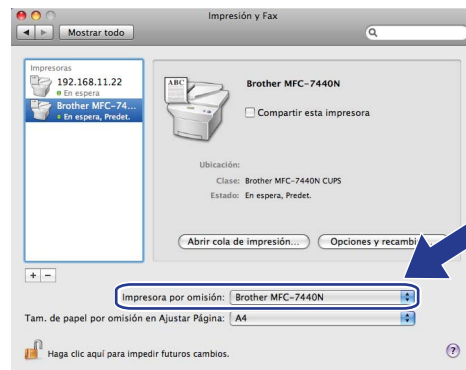 Impresión y Fax
Mostrar todo
Impresoras
192.168.11.22
En espera
Brother MFC-74...
En espera, Predet.
ABC
Brother MFC-7440N
Compartir esta impresora
Ubicación:
Clase: Brother MFC-7440N CUPS
Estado: En espera, Predet.
Abrir cola de impresión... Opciones y recambi
+ -
Impresora por omisión: Brother MFC-7440N
Tam. de papel por omisión en Ajustar Página: A4
Haga clic aquí para impedir futuros cambios. ?